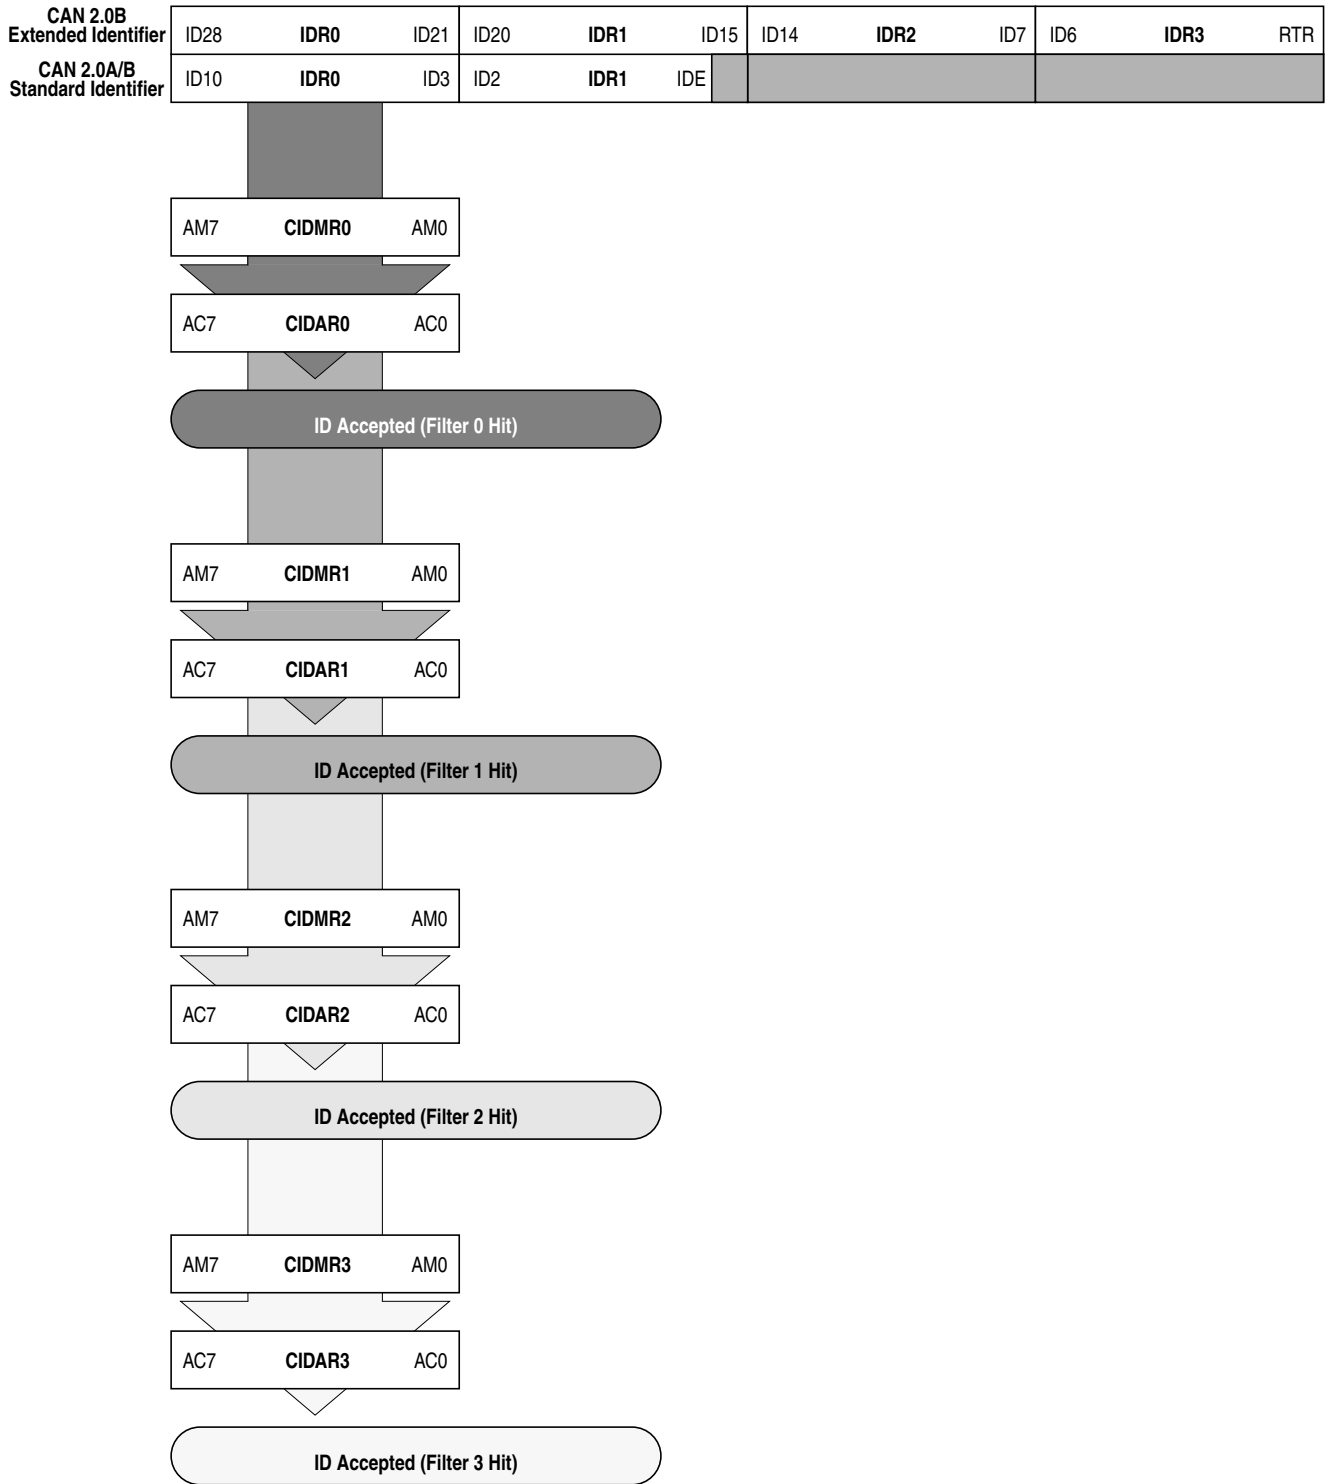 CAN 2.0B
Extended Identifier ID28 IDR0 ID21 ID20 IDR1 ID15 ID14 IDR2 ID7 ID6 IDR3 RTR
CAN 2.0A/B
Standard Identifier ID10 IDR0 ID3 ID2 IDR1 IDE
AM7 CIDMR0 AM0
AC7 CIDAR0 AC0
ID Accepted (Filter 0 Hit)
AM7 CIDMR1 AM0
AC7 CIDAR1 AC0
ID Accepted (Filter 1 Hit)
AM7 CIDMR2 AM0
AC7 CIDAR2 AC0
ID Accepted (Filter 2 Hit)
AM7 CIDMR3 AM0
AC7 CIDAR3 AC0
ID Accepted (Filter 3 Hit)